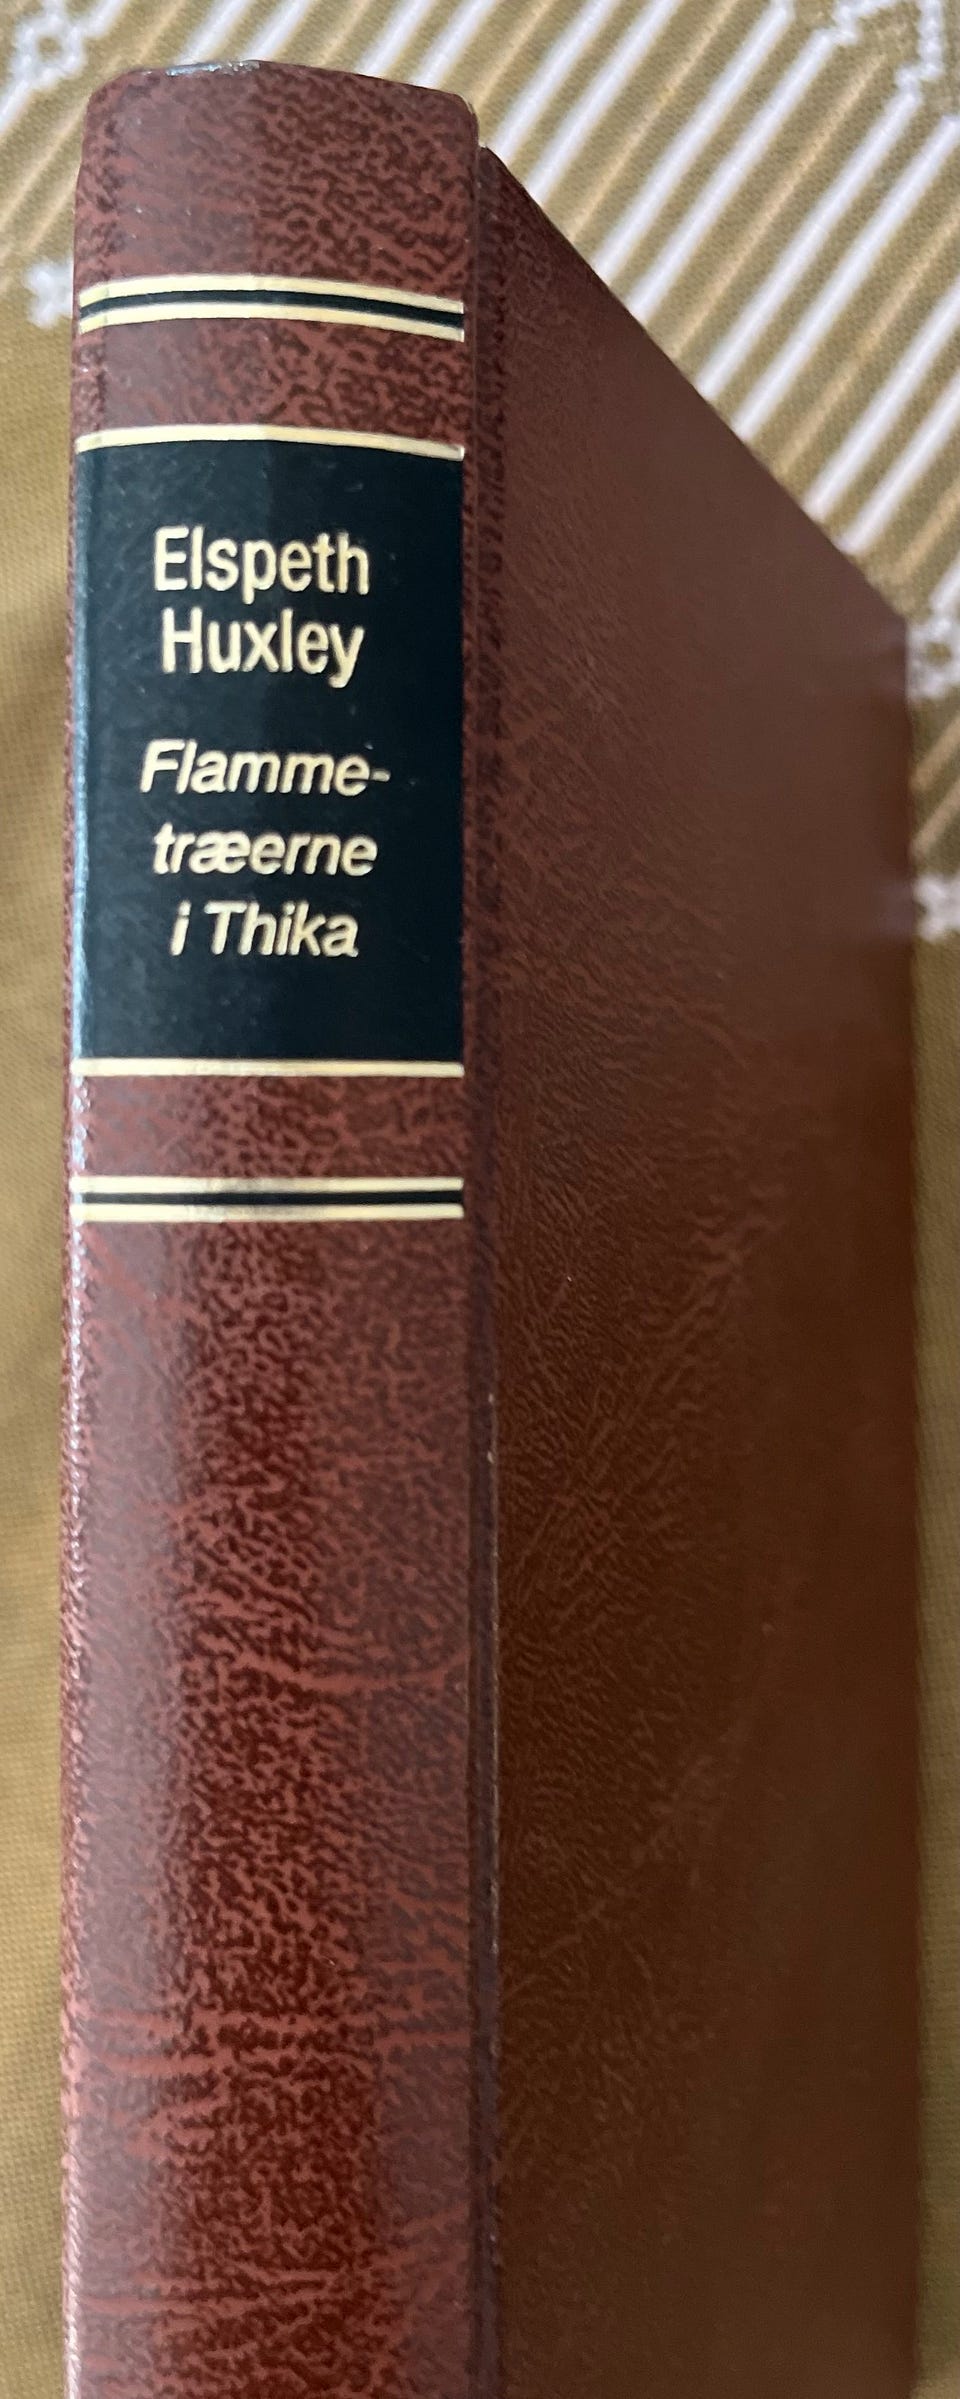 Elspeth
Huxley
Flamme-
træerne
i Thika